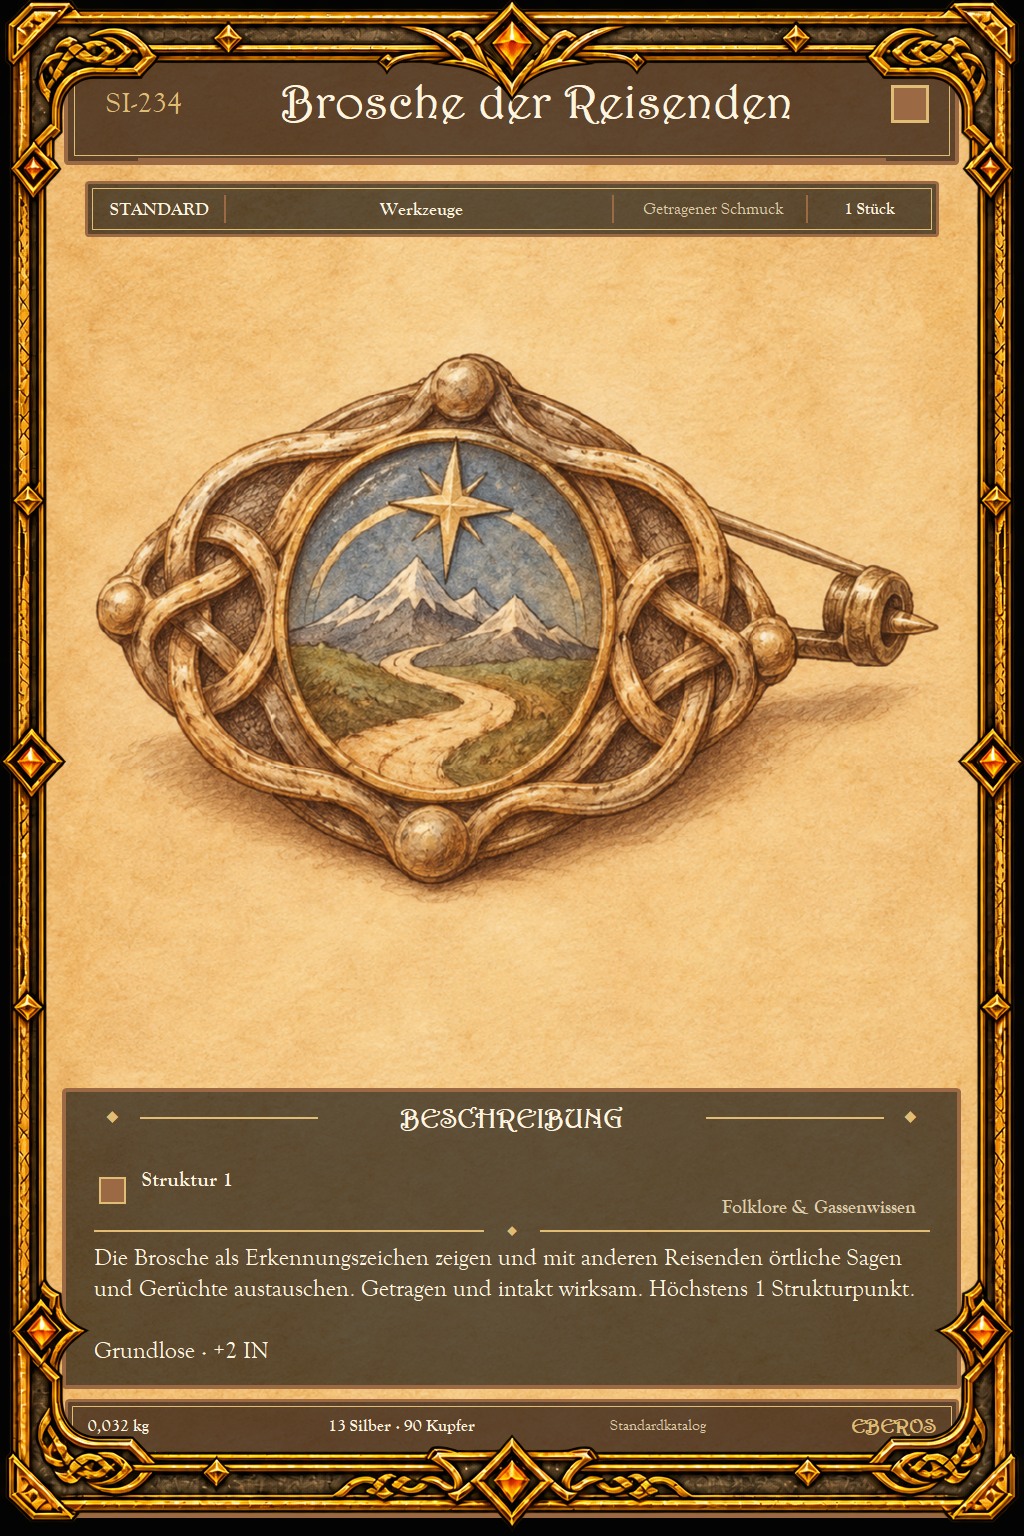 SI-234
Brosche der Reisenden
STANDARD
Werkzeuge
Getragener Schmuck
1 Stück
BESCHREIBUNG
Struktur 1
Folklore & Gassenwissen
Die Brosche als Erkennungszeichen zeigen und mit anderen Reisenden örtliche Sagen
und Gerüchte austauschen. Getragen und intakt wirksam. Höchstens 1 Strukturpunkt.
Grundlose · +2 IN
0,032 kg
13 Silber · 90 Kupfer
Standardkatalog
EBEROS